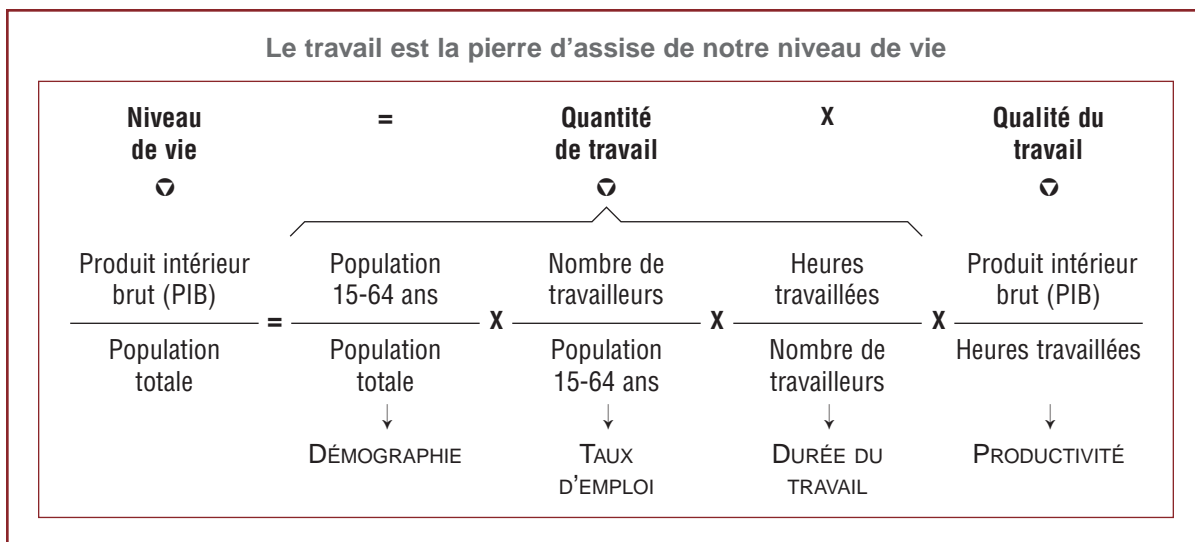 Le travail est la pierre d'assise de notre niveau de vie
Niveau = Quantité X Qualité du
de vie de travail travail
Produit intérieur Population Nombre de Heures Produit intérieur
brut (PIB) 15-64 ans travailleurs travaillées brut (PIB)
= X X X
Population Population Population Nombre de Heures travaillées
totale totale 15-64 ans travailleurs
↓ ↓ ↓ ↓
DÉMOGRAPHIE TAUX DURÉE DU PRODUCTIVITÉ
D'EMPLOI TRAVAIL